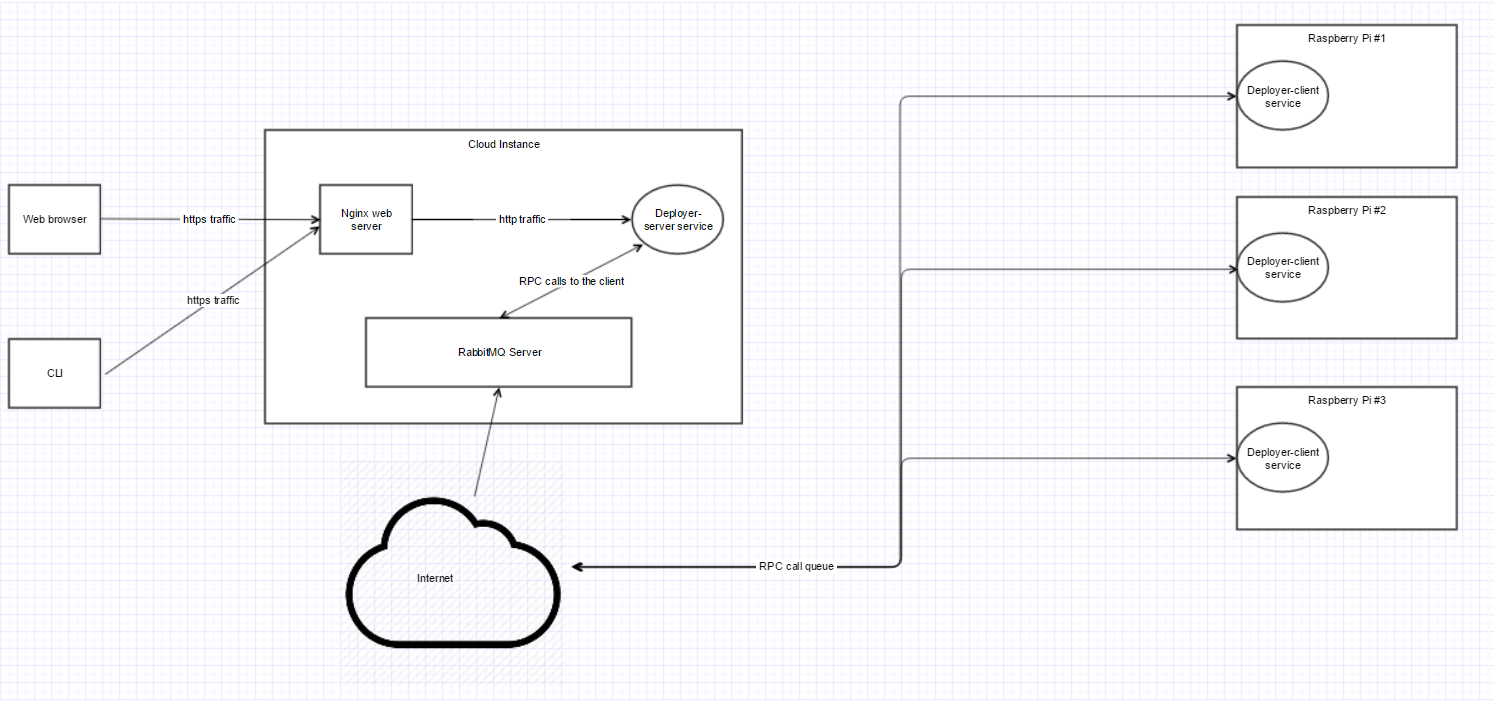 Raspberry Pi #1
Deployer-client
service
Cloud Instance
Web browser
https traffic
Nginx web
server
http traffic
Deployer-
server service
Raspberry Pi #2
Deployer-client
service
RPC calls to the client
https traffic
RabbitMQ Server
CLI
Raspberry Pi #3
Deployer-client
service
Internet
RPC call queue